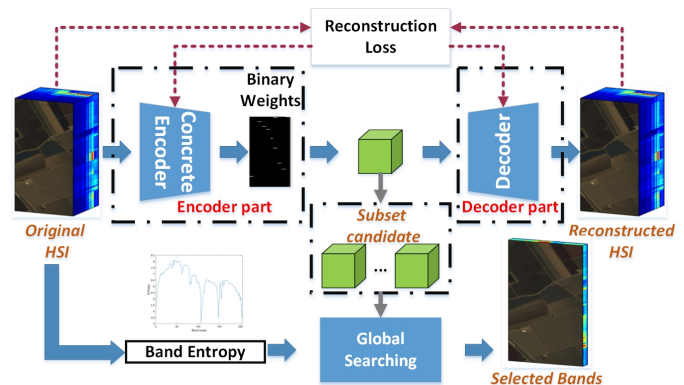 Reconstruction
Loss
Binary
Weights
Concrete
Encoder
Decoder
Encoder part
Decoder part
Original
HSI
Subset
candidate
Reconstructed
HSI
...
Band Entropy
Global
Searching
Selected Bands